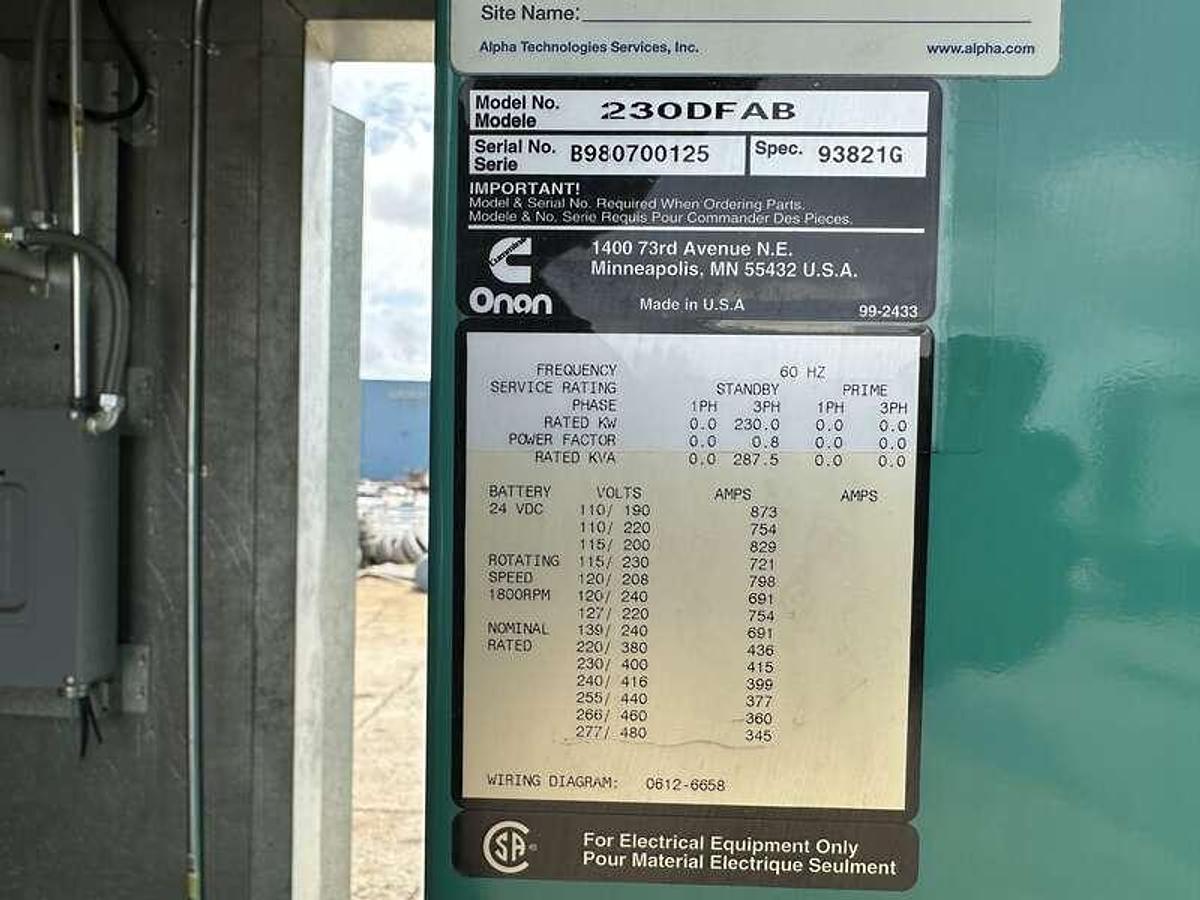 Site Name:
Alpha Technologies Services, Inc. www.alpha.com
Model No. 230DFAB
Modele
Serial No. B980700125 Spec. 93821G
Serie
IMPORTANT!
Model & Serial No. Required When Ordering Parts.
Modele & No. Serie Requis Pour Commander Des Pieces.
Cummins
Onan
1400 73rd Avenue N.E.
Minneapolis, MN 55432 U.S.A.
Made in U.S.A 99-2433
FREQUENCY 60 HZ
SERVICE RATING STANDBY PRIME
PHASE 1PH 3PH 1PH 3PH
RATED KW 0.0 230.0 0.0 0.0
POWER FACTOR 0.0 0.8 0.0 0.0
RATED KVA 0.0 287.5 0.0 0.0
BATTERY VOLTS AMPS AMPS
24 VDC 110/ 190 873
110/ 220 754
115/ 200 829
ROTATING 115/ 230 721
SPEED 120/ 208 798
1800RPM 120/ 240 691
127/ 220 754
NOMINAL 139/ 240 691
RATED 220/ 380 436
230/ 400 415
240/ 416 399
255/ 440 377
266/ 460 360
277/ 480 345
WIRING DIAGRAM: 0612-6658
CSA ®
For Electrical Equipment Only
Pour Material Electrique Seulment